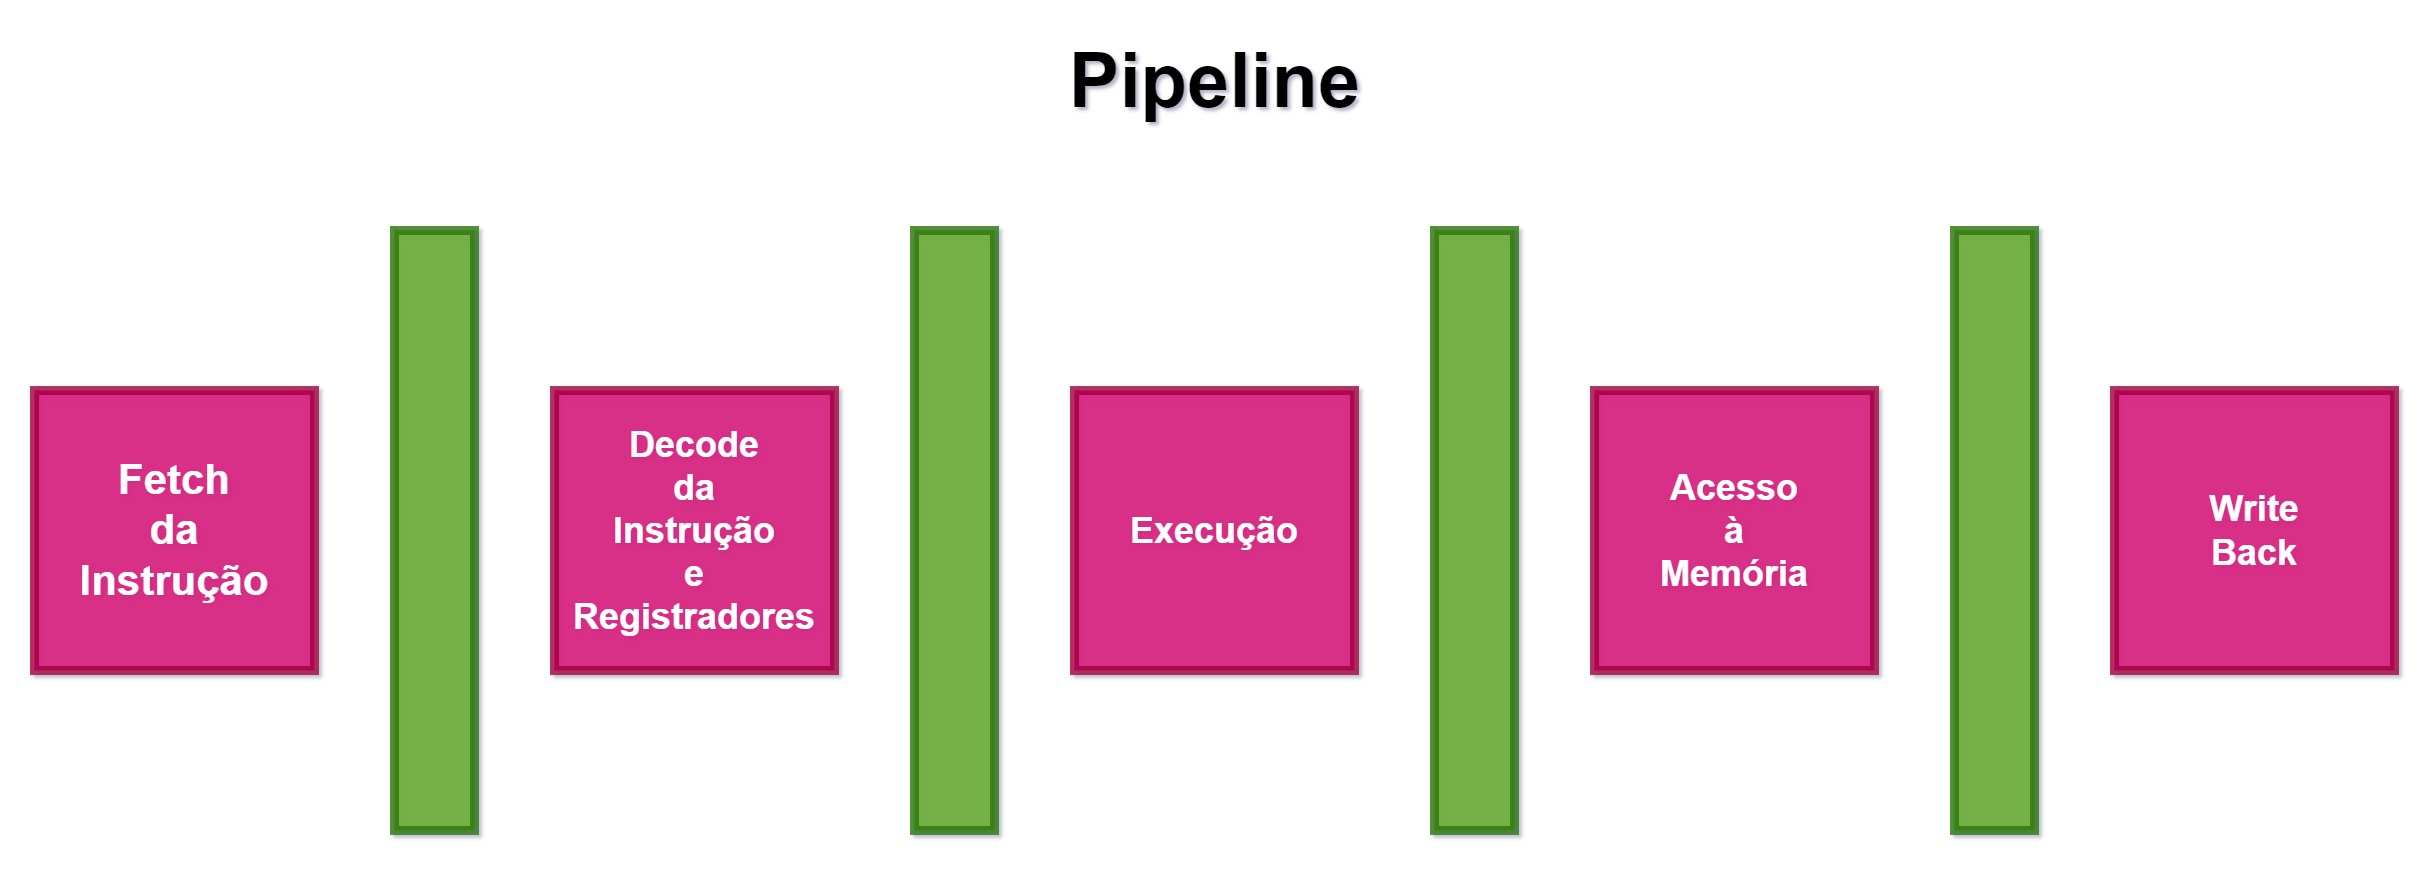 Pipeline
Fetch
da
Instrução
Decode
da
Instrução
e
Registradores
Execução
Acesso
à
Memória
Write
Back